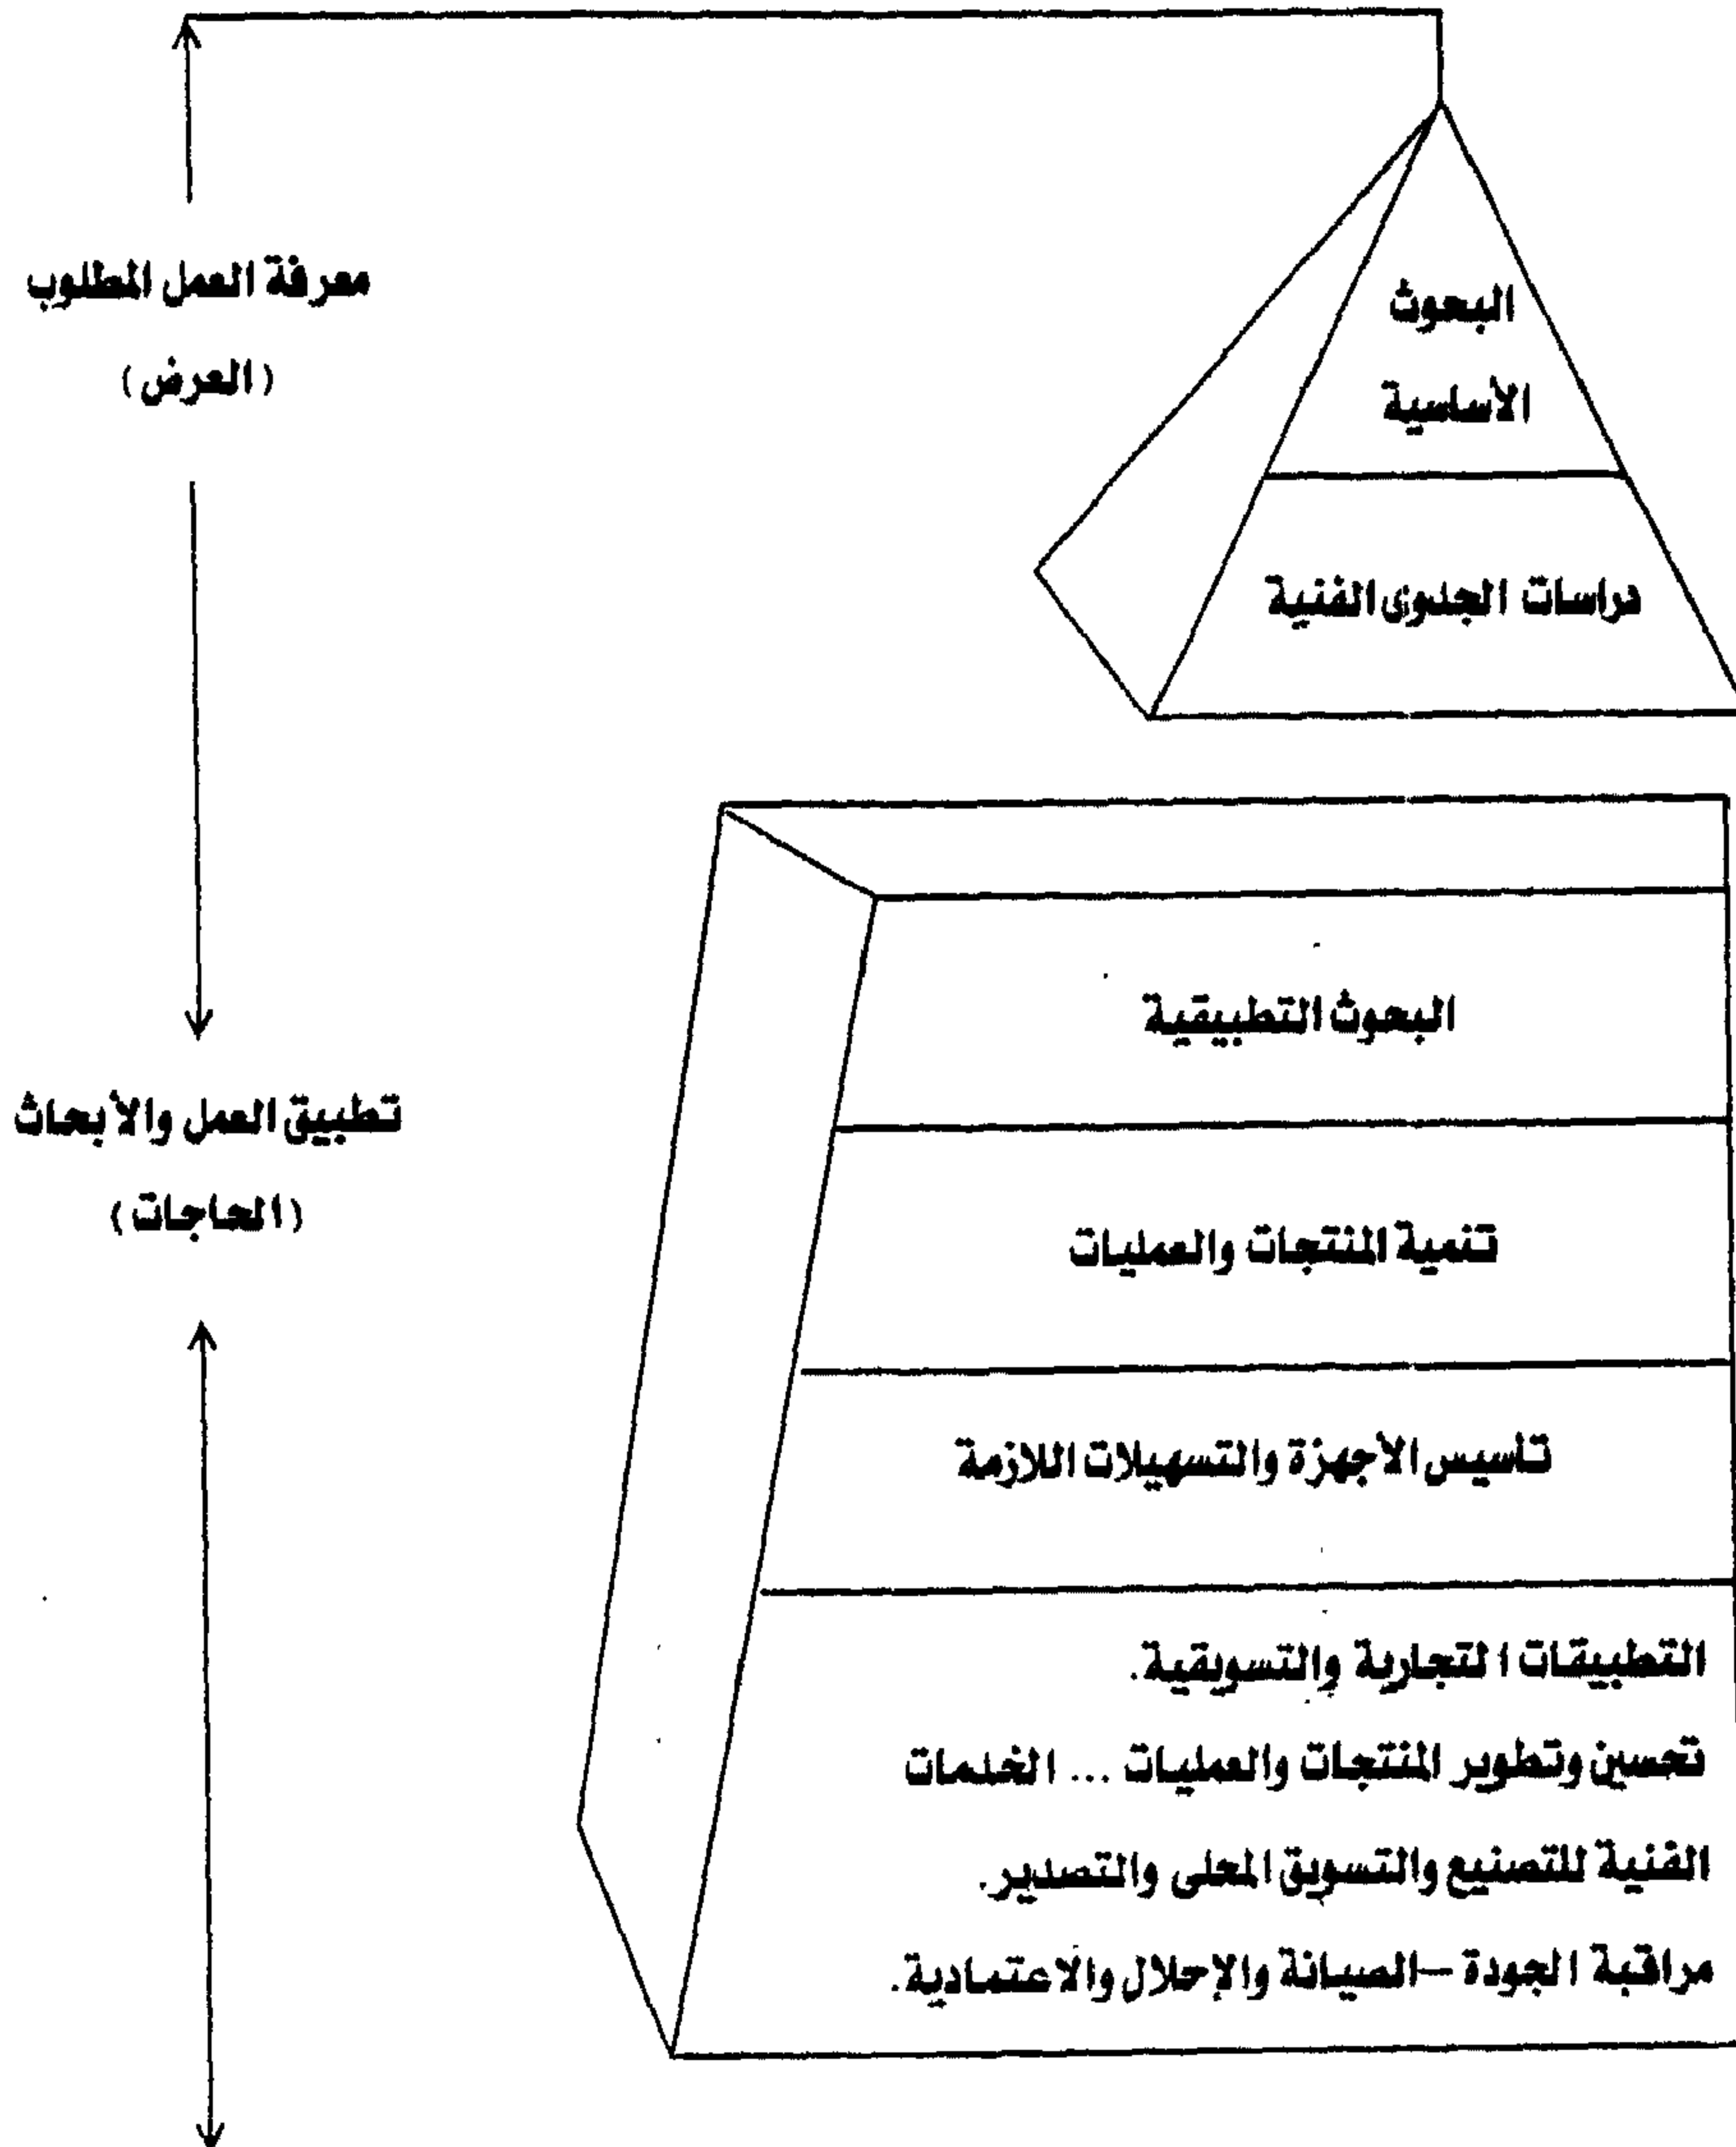 معرفة العمل المطلوب
(العرض)
البحوث
الأساسية
دراسات الجدوى الفنية
البحوث التطبيقية
تطبيق العمل والأبحاث
(الحاجات)
تنمية المنتجات والعمليات
تأسيس الأجهزة والتسهيلات اللازمة
التطبيقات التجارية والتسويقية.
تحسين وتطوير المنتجات والعمليات ... الخدمات
الفنية للتصنيع والتسويق المحلى والتصدير.
مراقبة الجودة – الصيانة والإحلال والاعتمادية.